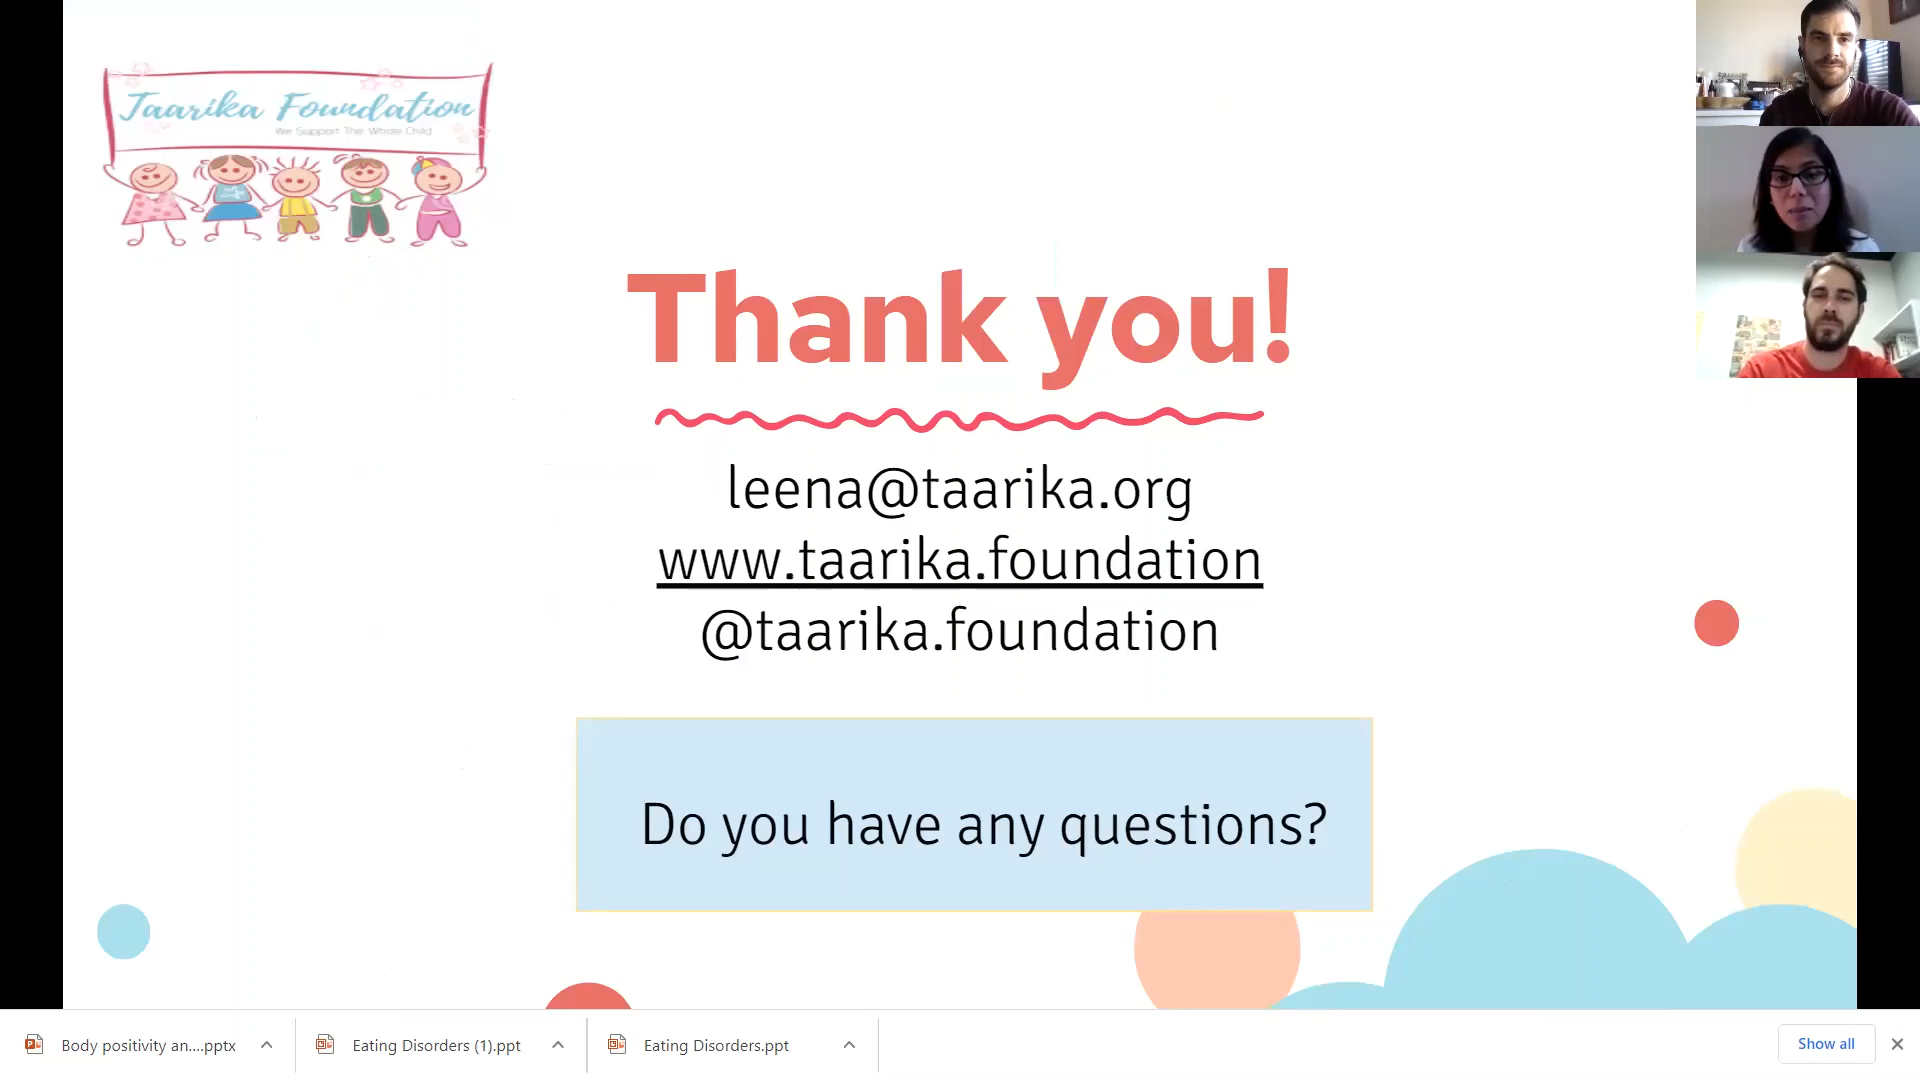 Taarika Foundation
We Support The Whole Child
Thank you!
leena@taarika.org
www.taarika.foundation
@taarika.foundation
Do you have any questions?
Body positivity an....pptx
Eating Disorders (1).ppt
Eating Disorders.ppt
Show all